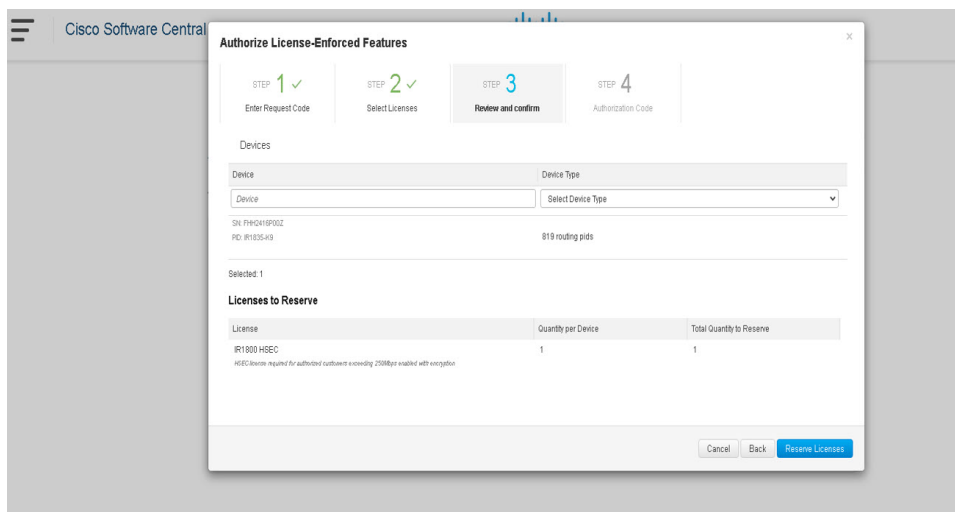 Cisco Software Central
Authorize License-Enforced Features
x
STEP 1 ✓
Enter Request Code
STEP 2 ✓
Select Licenses
STEP 3
Review and confirm
STEP 4
Authorization Code
Devices
Device Device Type
Device Select Device Type
SN: FHH2416P00Z
PID: IR1835-K9
819 routing pids
Selected: 1
Licenses to Reserve
License Quantity per Device Total Quantity to Reserve
IR1800 HSEC 1 1
HSEC license required for authorized customers exceeding 250Mbps enabled with encryption
Cancel Back Reserve Licenses